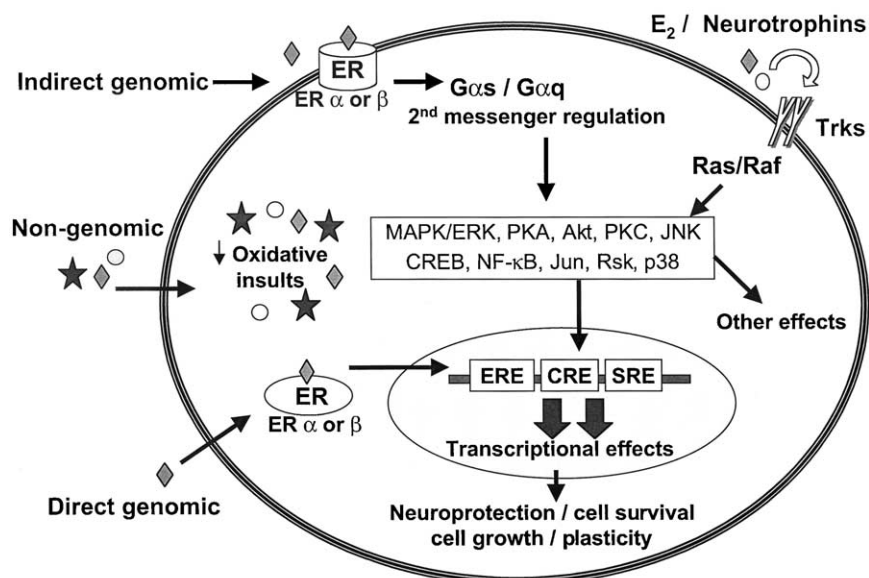 E₂ / Neurotrophins
Indirect genomic
ER
ER α or β
Gαs / Gαq
2nd messenger regulation
Trks
Ras/Raf
Non-genomic
↓ Oxidative
insults
MAPK/ERK, PKA, Akt, PKC, JNK
CREB, NF-κB, Jun, Rsk, p38
Other effects
ER
ER α or β
ERE CRE SRE
Transcriptional effects
Direct genomic
Neuroprotection / cell survival
cell growth / plasticity